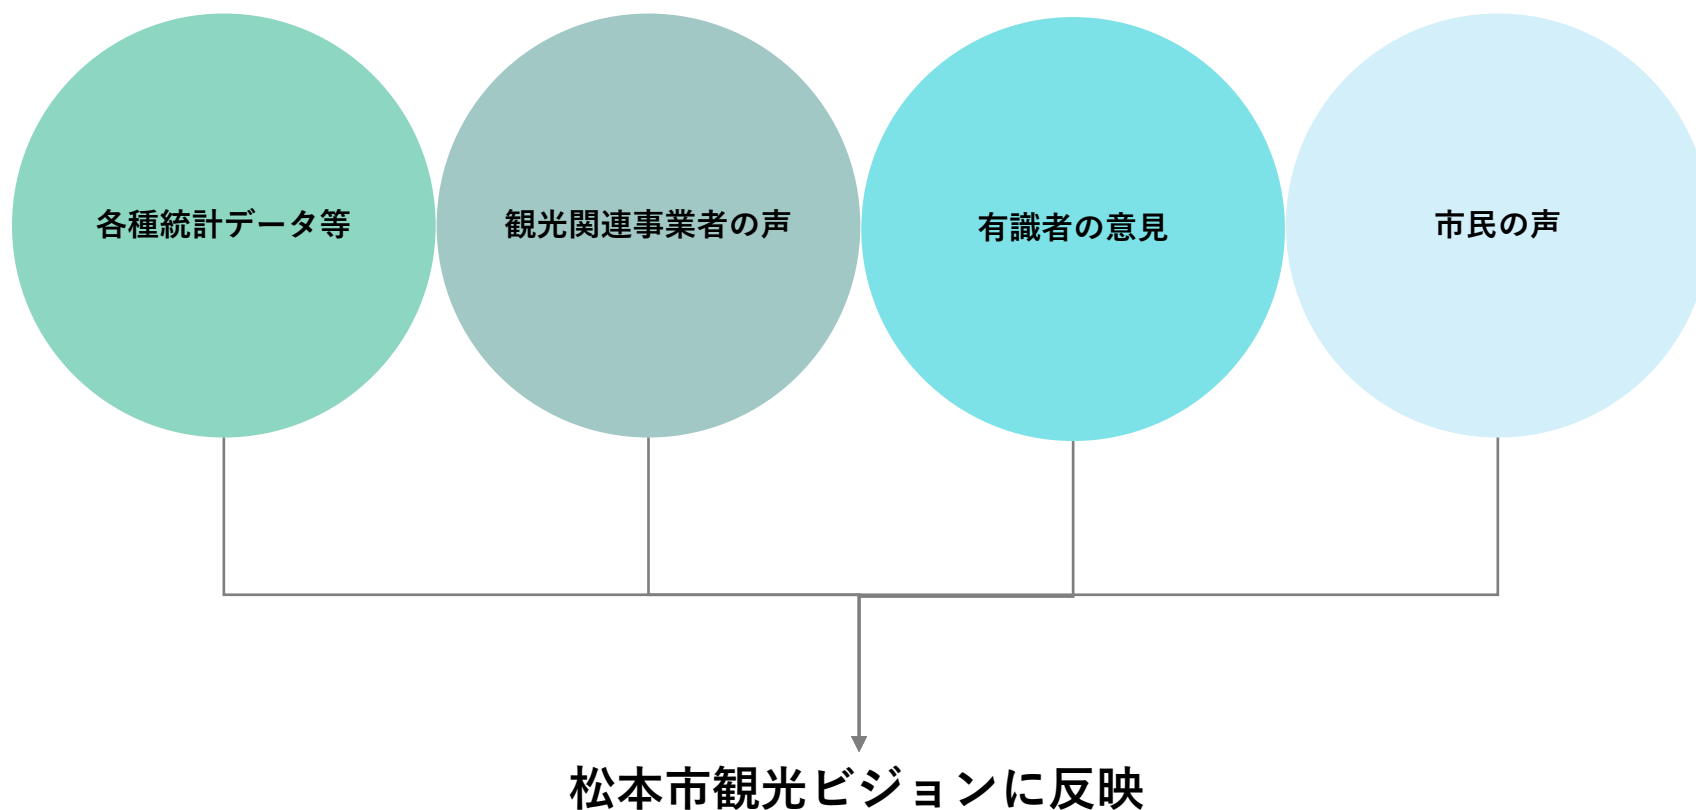 各種統計データ等
観光関連事業者の声
有識者の意見
市民の声
松本市観光ビジョンに反映